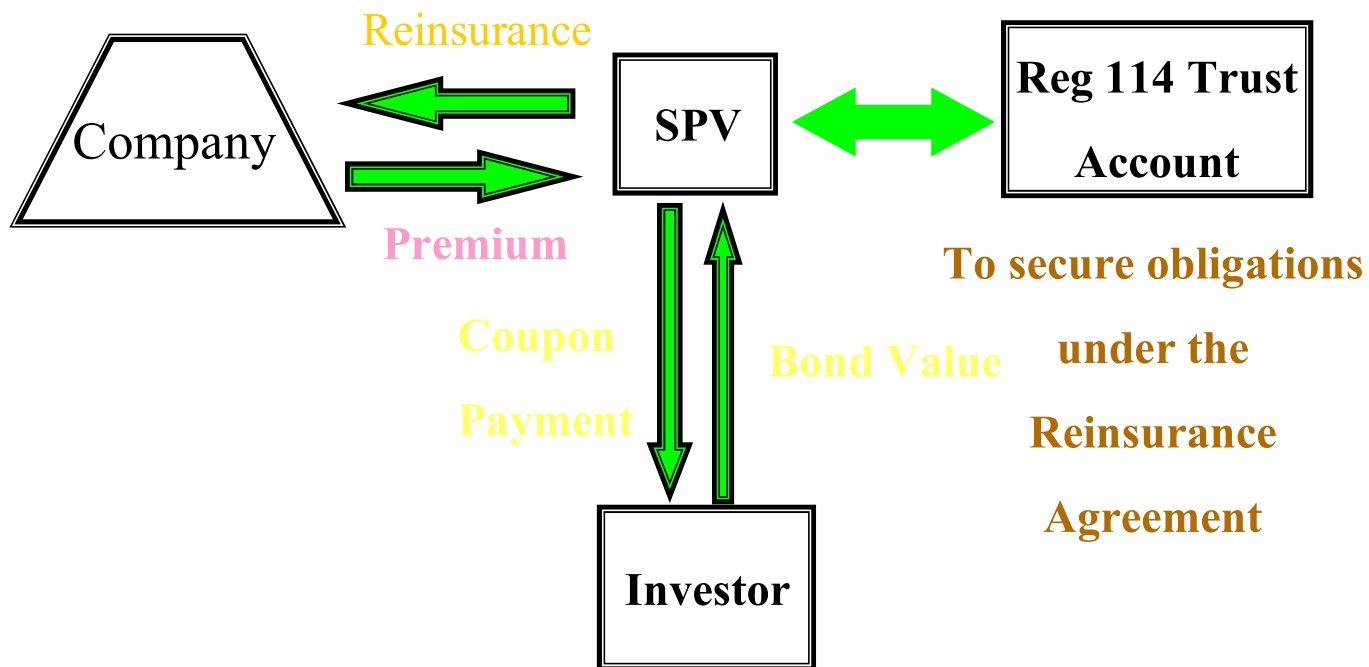 Reinsurance
Company
Premium
SPV
Reg 114 Trust
Account
Coupon
Payment
Bond Value
To secure obligations
under the
Reinsurance
Agreement
Investor